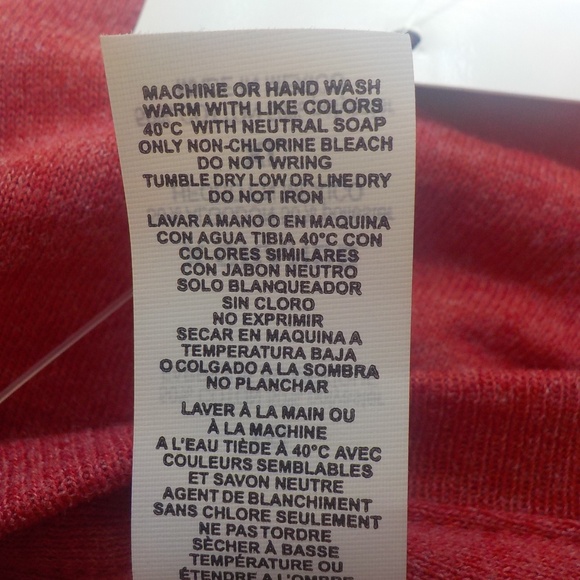 MACHINE OR HAND WASH
WARM WITH LIKE COLORS
40°C WITH NEUTRAL SOAP
ONLY NON-CHLORINE BLEACH
DO NOT WRING
TUMBLE DRY LOW OR LINE DRY
DO NOT IRON
LAVAR A MANO O EN MAQUINA
CON AGUA TIBIA 40°C CON
COLORES SIMILARES
CON JABON NEUTRO
SOLO BLANQUEADOR
SIN CLORO
NO EXPRIMIR
SECAR EN MAQUINA A
TEMPERATURA BAJA
O COLGADO A LA SOMBRA
NO PLANCHAR
LAVER À LA MAIN OU
À LA MACHINE
A L'EAU TIÈDE À 40°C AVEC
COULEURS SEMBLABLES
ET SAVON NEUTRE
AGENT DE BLANCHIMENT
SANS CHLORE SEULEMENT
NE PAS TORDRE
SÈCHER À BASSE
TEMPÉRATURE OU
ÉTENDRE A L'OMBRE